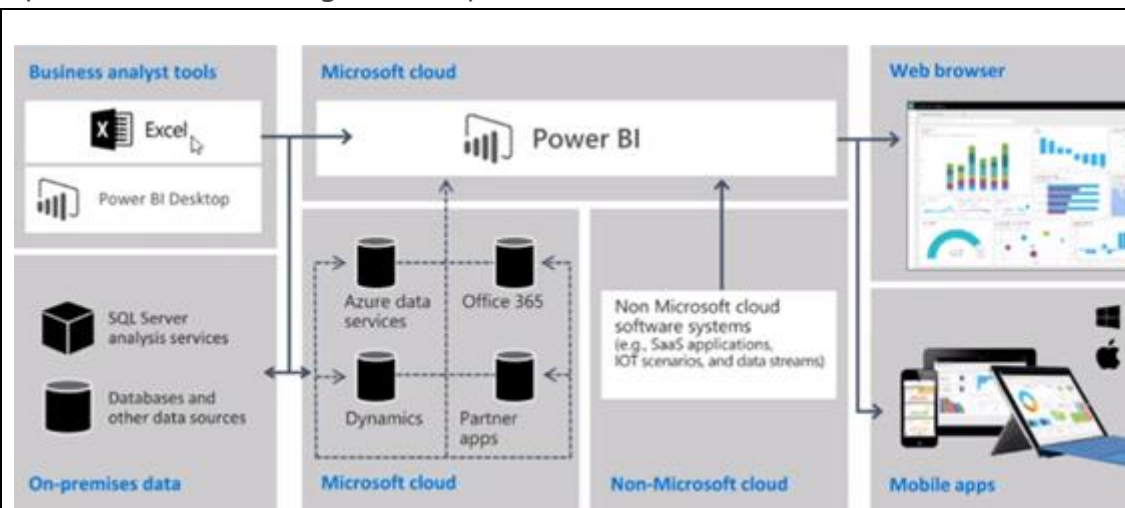 Business analyst tools
Excel
Power BI Desktop
Microsoft cloud
Power BI
Web browser
SQL Server
analysis services
Databases and
other data sources
On-premises data
Azure data
services
Office 365
Dynamics
Partner
apps
Microsoft cloud
Non Microsoft cloud
software systems
(e.g., SaaS applications,
IOT scenarios, and data streams)
Non-Microsoft cloud
Mobile apps